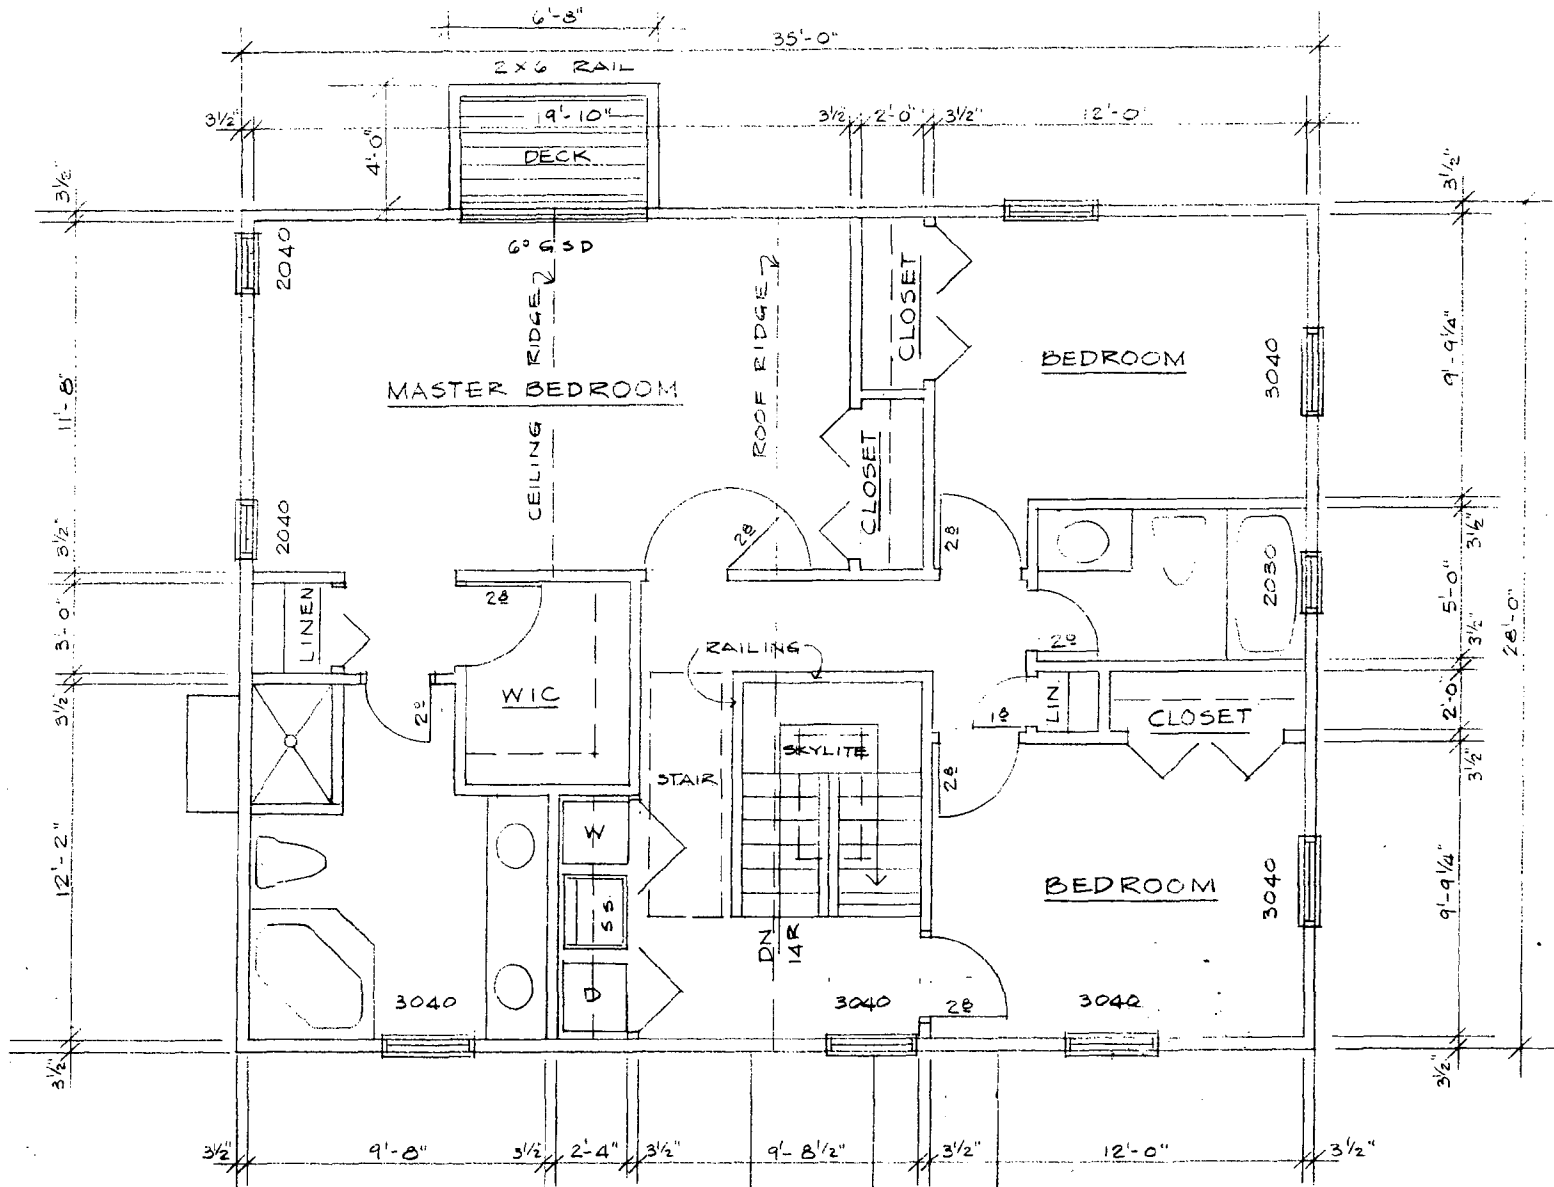 6'-8"
35'-0"
2X6 RAIL
3½"
19'-10"
3½"
2'-0"
3½"
12'-0"
4'-0"
DECK
3½"
3½"
6⁰ GSD
2040
CEILING RIDGE
ROOF RIDGE
CLOSET
BEDROOM
3040
9'-9¼"
11'-8"
MASTER BEDROOM
CLOSET
2040
2⁸
2⁸
3½"
3½"
2030
5'-0"
28'-0"
LINEN
2⁸
3'-0"
RAILING
2⁰
3½"
3½"
WIC
2⁰
1⁸
LIN
CLOSET
2'-0"
STAIR
SKYLITE
2⁸
3½"
12'-2"
W
SS
D
BEDROOM
3040
9'-9¼"
DN
14R
3040
3040
2⁸
3040
3½"
3½"
3½"
9'-8"
3½"
2'-4"
3½"
9'-8½"
3½"
12'-0"
3½"